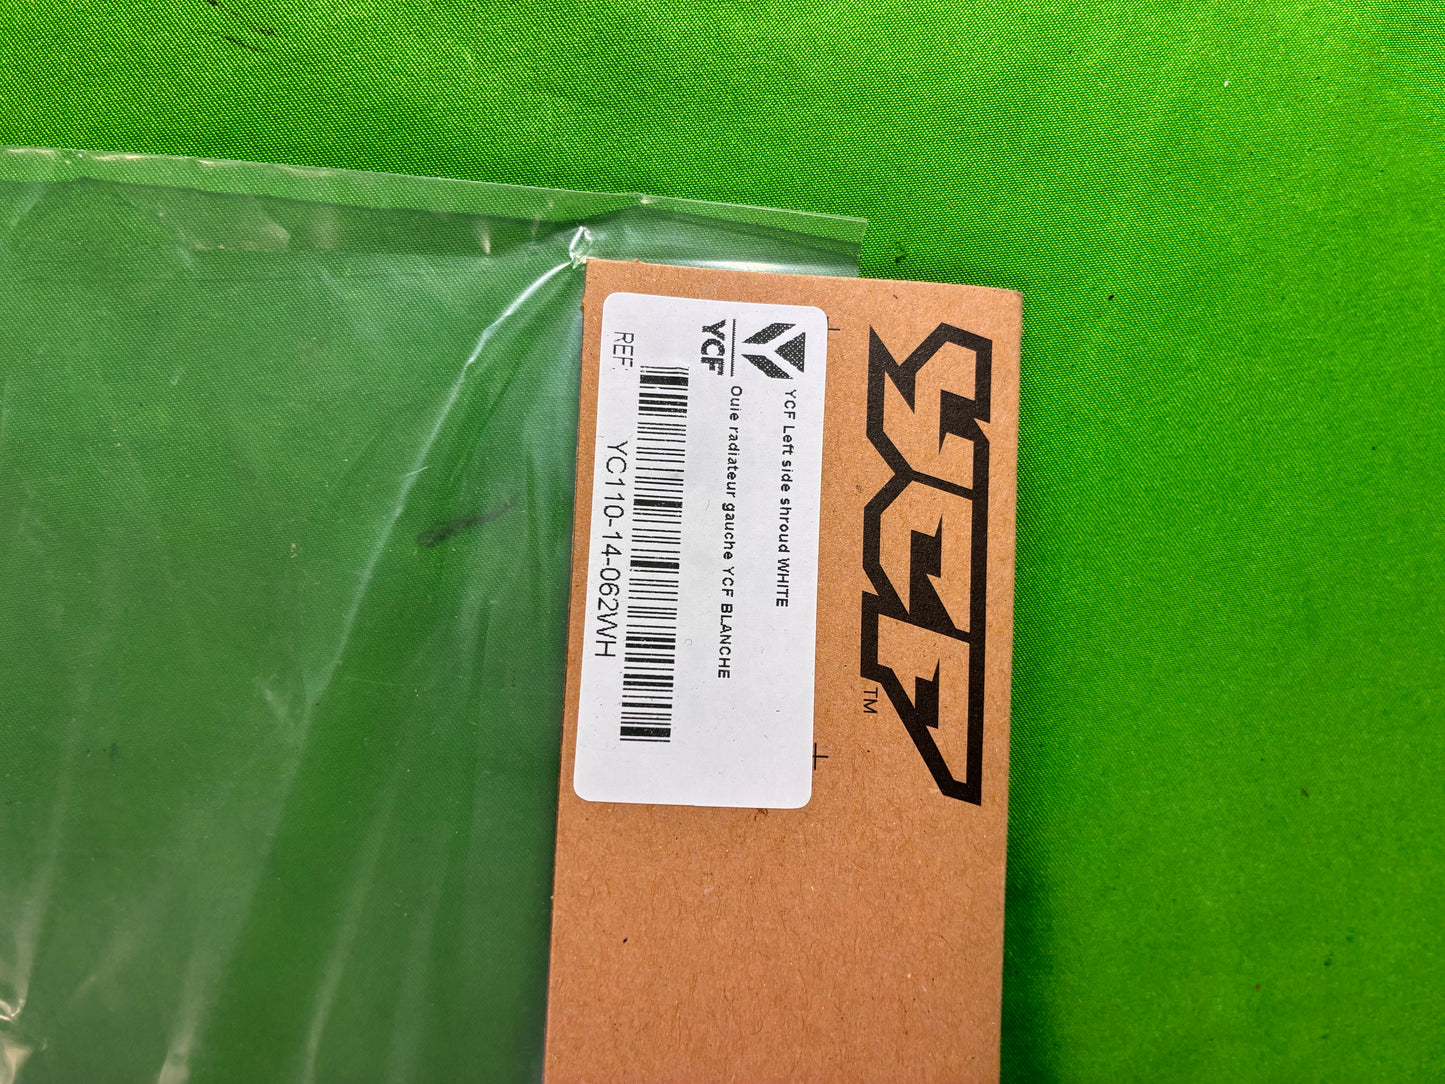 YCF
YCF Left side shroud WHITE
Ouie radiateur gauche YCF BLANCHE
REF:
YC110-14-062WH
YCF
TM